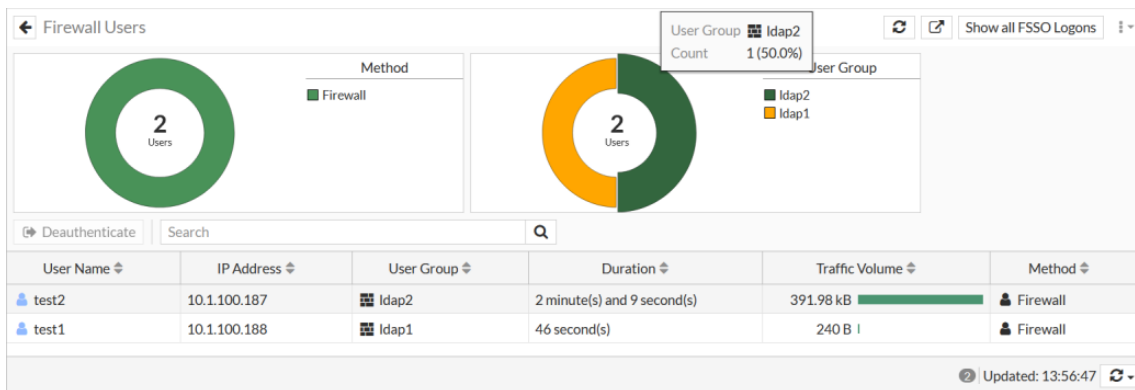 Firewall Users
User Group ldap2
Count 1 (50.0%)
Show all FSSO Logons
Method
Firewall
2
Users
User Group
ldap2
ldap1
2
Users
Deauthenticate
Search
User Name IP Address User Group Duration Traffic Volume Method
test2 10.1.100.187 ldap2 2 minute(s) and 9 second(s) 391.98 kB Firewall
test1 10.1.100.188 ldap1 46 second(s) 240 B Firewall
2 Updated: 13:56:47